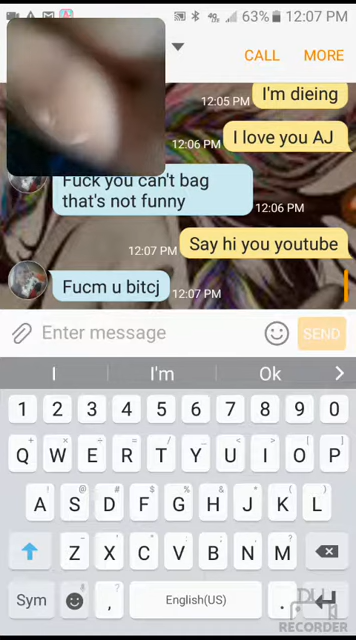 63% 12:07 PM
CALL MORE
I'm dieing
12:05 PM
I love you AJ
12:06 PM
Fuck you can't bag
that's not funny
12:06 PM
Say hi you youtube
12:07 PM
Fucm u bitcj
12:07 PM
Enter message SEND
I I'm Ok >
1 2 3 4 5 6 7 8 9 0
Q W E R T Y U I O P
A S D F G H J K L
Z X C V B N M
Sym , ? English(US) .
RECORDER